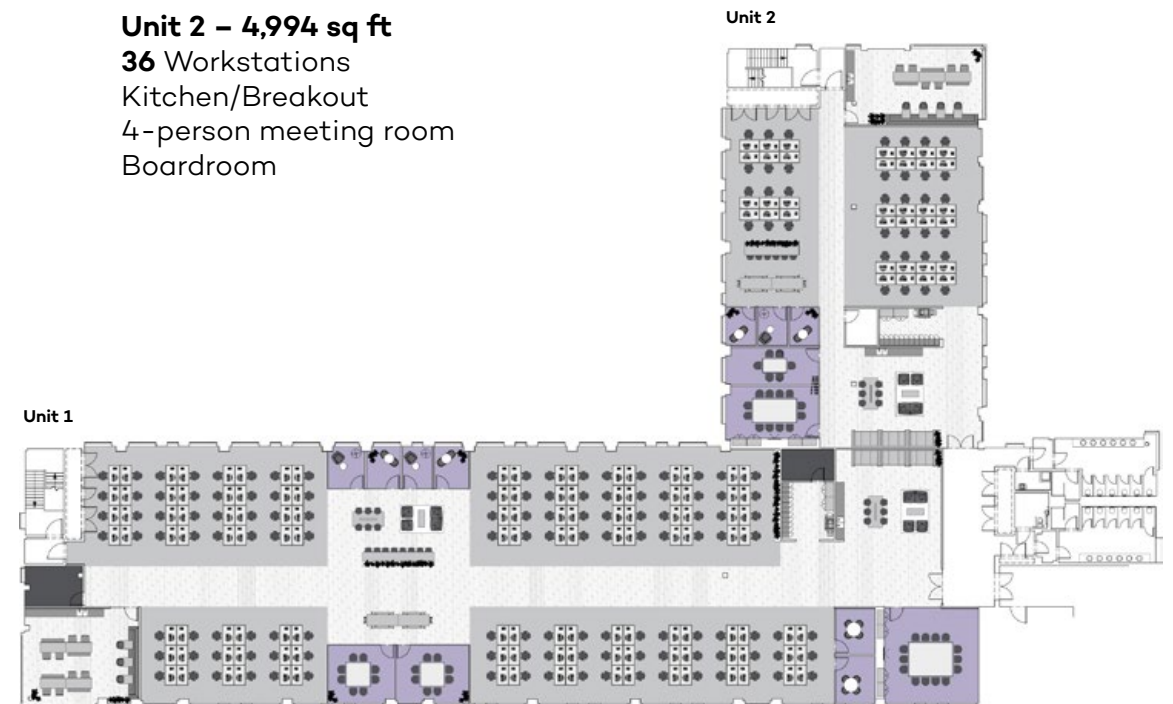 Unit 2 – 4,994 sq ft
36 Workstations
Kitchen/Breakout
4-person meeting room
Boardroom
Unit 2
Unit 1